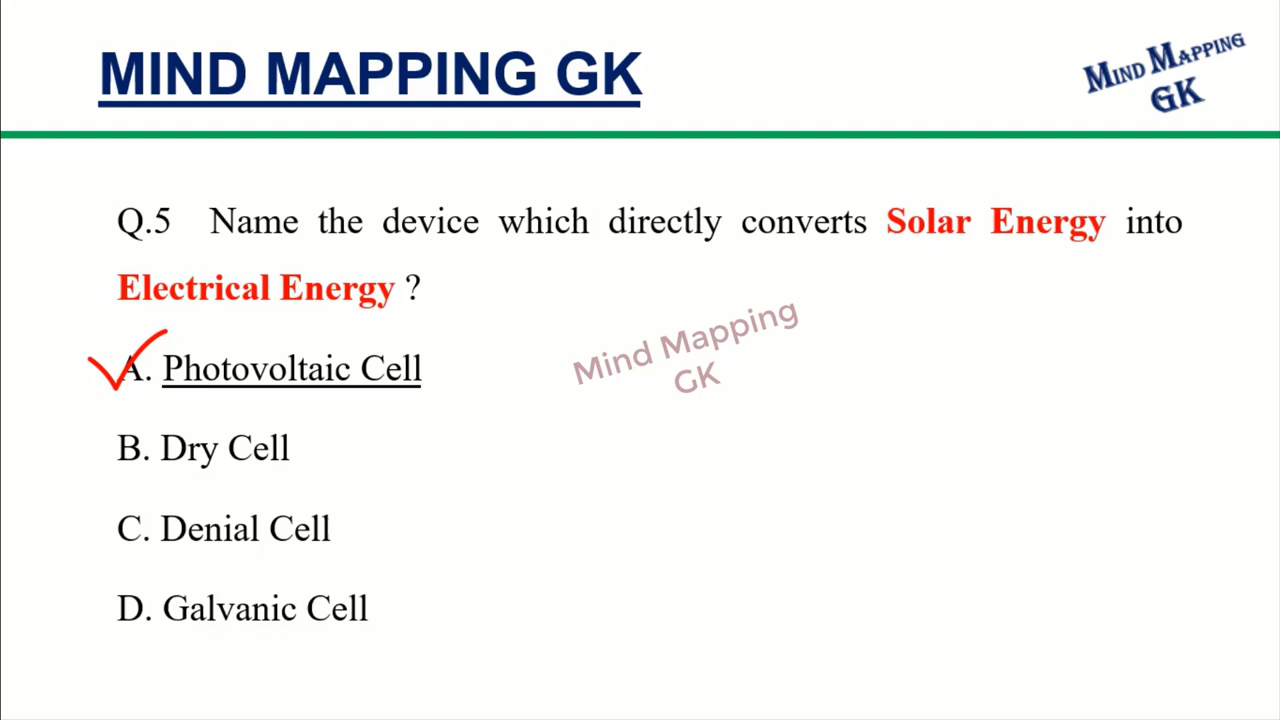 MIND MAPPING GK
MIND MAPPING
GK
Q.5 Name the device which directly converts Solar Energy into
Electrical Energy ?
Mind Mapping
GK
A. Photovoltaic Cell
B. Dry Cell
C. Denial Cell
D. Galvanic Cell